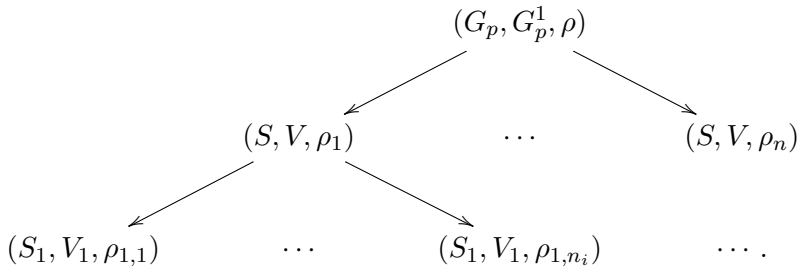 (G_p, G_p^1, ρ)
(S, V, ρ_1) ⋯ (S, V, ρ_n)
(S_1, V_1, ρ_{1,1}) ⋯ (S_1, V_1, ρ_{1,n_i}) ⋯ .